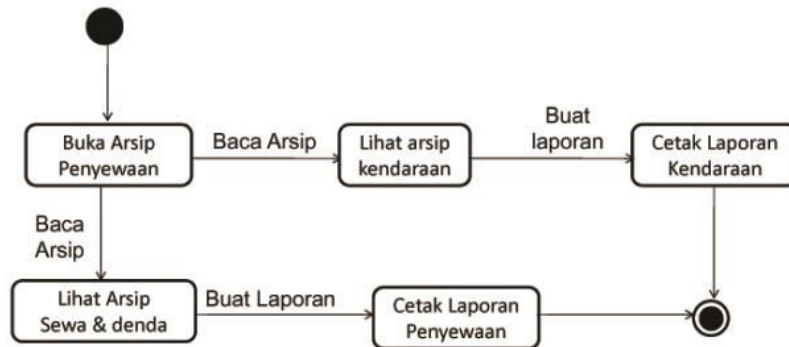 Buka Arsip
Penyewaan
Baca Arsip
Lihat arsip
kendaraan
Buat
laporan
Cetak Laporan
Kendaraan
Baca
Arsip
Lihat Arsip
Sewa & denda
Buat Laporan
Cetak Laporan
Penyewaan